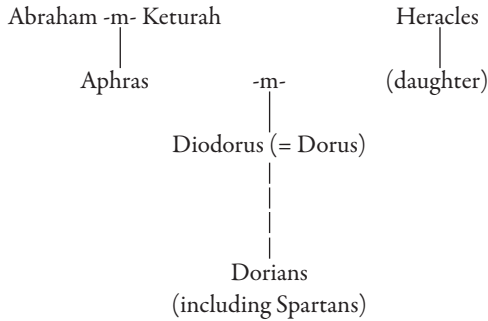 Abraham -m- Keturah Heracles
Aphras -m- (daughter)
Diodorus (= Dorus)
Dorians
(including Spartans)